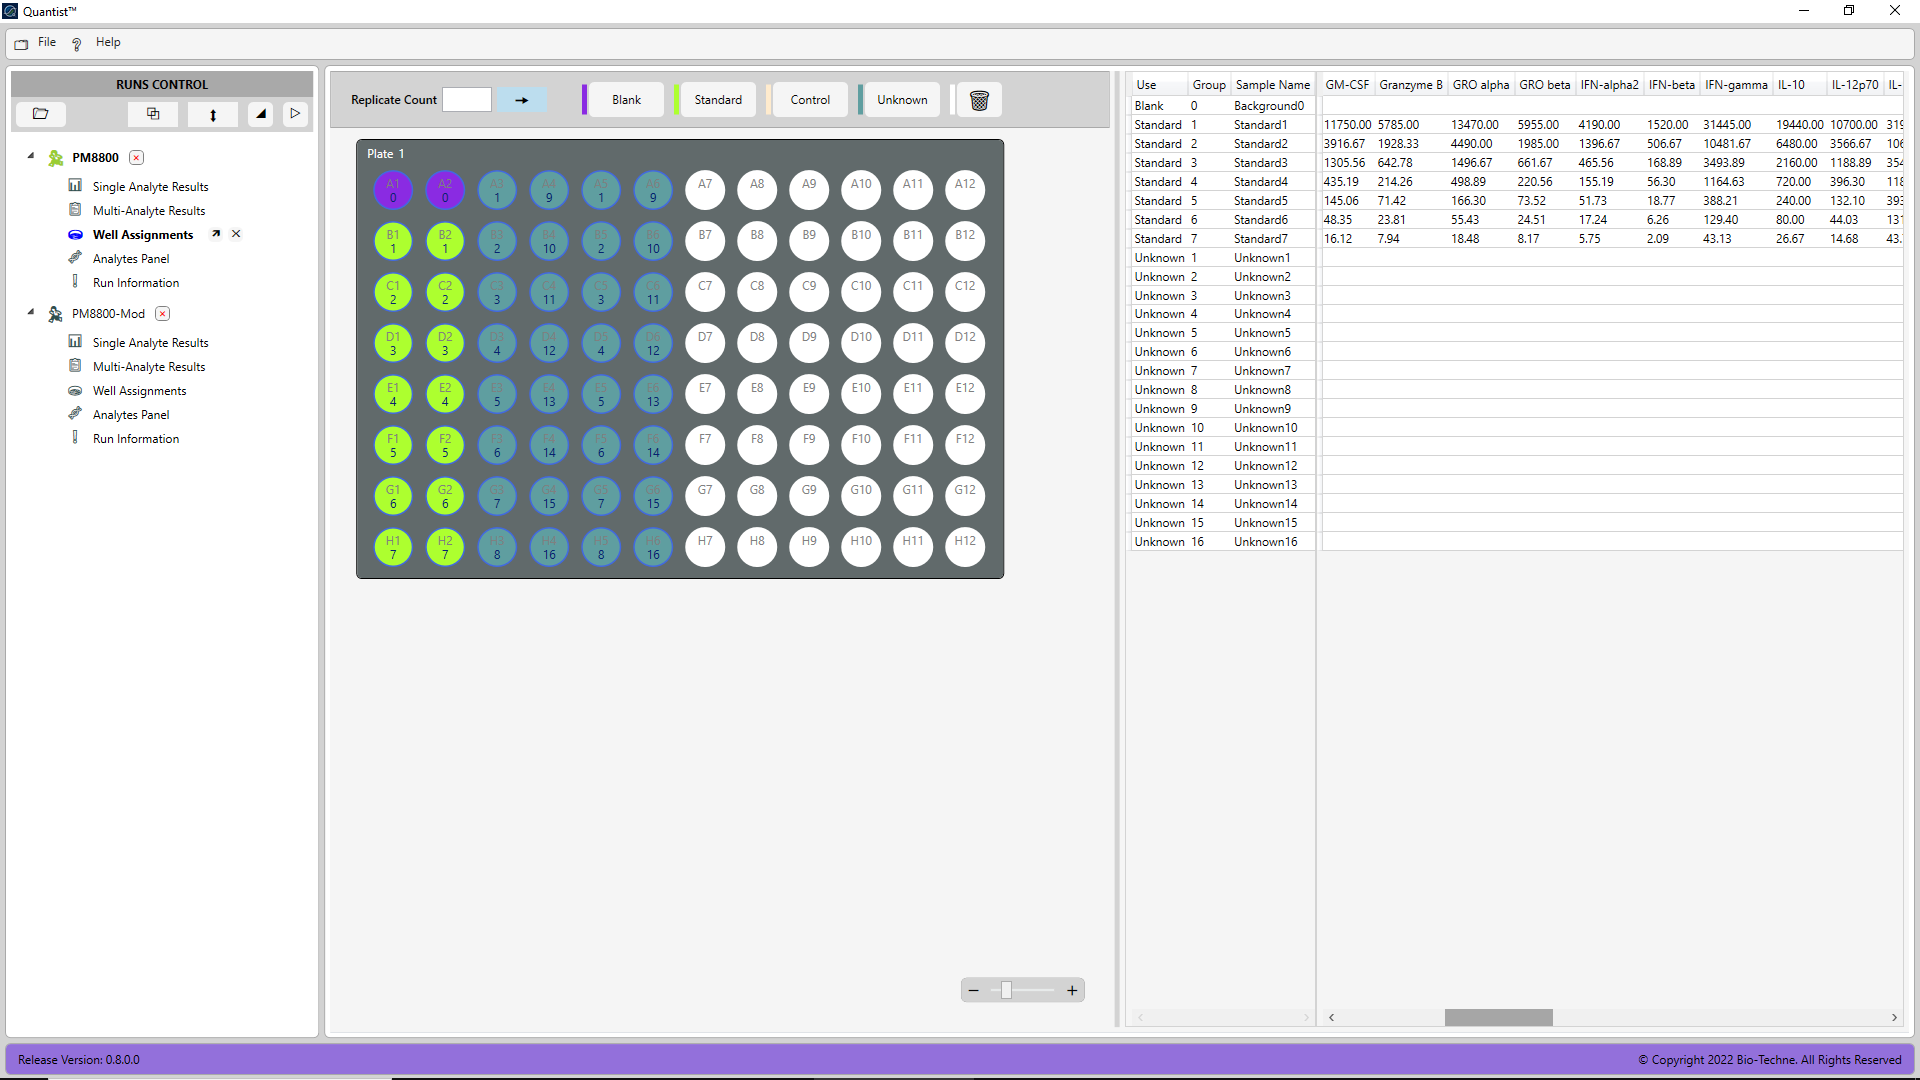 Quantist™
File Help
RUNS CONTROL
PM8800
Single Analyte Results
Multi-Analyte Results
Well Assignments
Analytes Panel
Run Information
PM8800-Mod
Single Analyte Results
Multi-Analyte Results
Well Assignments
Analytes Panel
Run Information
Replicate Count Blank Standard Control Unknown
Plate 1
A1 A2 A3 A4 A5 A6 A7 A8 A9 A10 A11 A12
0 0 1 9 1 9
B1 B2 B3 B4 B5 B6 B7 B8 B9 B10 B11 B12
1 1 2 10 2 10
C1 C2 C3 C4 C5 C6 C7 C8 C9 C10 C11 C12
2 2 3 11 3 11
D1 D2 D3 D4 D5 D6 D7 D8 D9 D10 D11 D12
3 3 4 12 4 12
E1 E2 E3 E4 E5 E6 E7 E8 E9 E10 E11 E12
4 4 5 13 5 13
F1 F2 F3 F4 F5 F6 F7 F8 F9 F10 F11 F12
5 5 6 14 6 14
G1 G2 G3 G4 G5 G6 G7 G8 G9 G10 G11 G12
6 6 7 15 7 15
H1 H2 H3 H4 H5 H6 H7 H8 H9 H10 H11 H12
7 7 8 16 8 16
Use Group Sample Name GM-CSF Granzyme B GRO alpha GRO beta IFN-alpha2 IFN-beta IFN-gamma IL-10 IL-12p70 IL-
Blank 0 Background0
Standard 1 Standard1 11750.00 5785.00 13470.00 5955.00 4190.00 1520.00 31445.00 19440.00 10700.00 319
Standard 2 Standard2 3916.67 1928.33 4490.00 1985.00 1396.67 506.67 10481.67 6480.00 3566.67 106
Standard 3 Standard3 1305.56 642.78 1496.67 661.67 465.56 168.89 3493.89 2160.00 1188.89 354
Standard 4 Standard4 435.19 214.26 498.89 220.56 155.19 56.30 1164.63 720.00 396.30 118
Standard 5 Standard5 145.06 71.42 166.30 73.52 51.73 18.77 388.21 240.00 132.10 393
Standard 6 Standard6 48.35 23.81 55.43 24.51 17.24 6.26 129.40 80.00 44.03 131
Standard 7 Standard7 16.12 7.94 18.48 8.17 5.75 2.09 43.13 26.67 14.68 43.
Unknown 1 Unknown1
Unknown 2 Unknown2
Unknown 3 Unknown3
Unknown 4 Unknown4
Unknown 5 Unknown5
Unknown 6 Unknown6
Unknown 7 Unknown7
Unknown 8 Unknown8
Unknown 9 Unknown9
Unknown 10 Unknown10
Unknown 11 Unknown11
Unknown 12 Unknown12
Unknown 13 Unknown13
Unknown 14 Unknown14
Unknown 15 Unknown15
Unknown 16 Unknown16
Release Version: 0.8.0.0
© Copyright 2022 Bio-Techne. All Rights Reserved